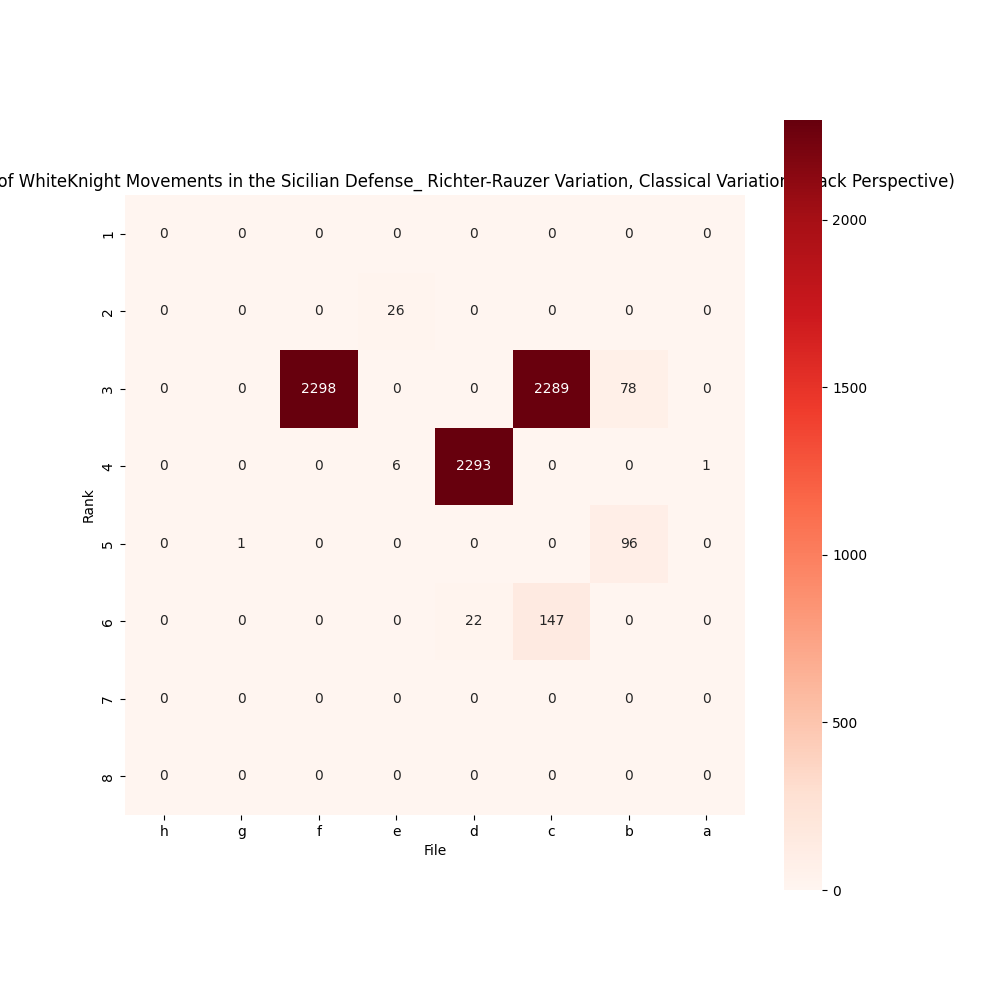 of WhiteKnight Movements in the Sicilian Defense_ Richter-Rauzer Variation, Classical Variation ack Perspective)
1 0 0 0 0 0 0 0 0
2 0 0 0 26 0 0 0 0
3 0 0 2298 0 0 2289 78 0
4 0 0 0 6 2293 0 0 1
5 0 1 0 0 0 0 96 0
6 0 0 0 0 22 147 0 0
7 0 0 0 0 0 0 0 0
8 0 0 0 0 0 0 0 0
h g f e d c b a
File
Rank
2000
1500
1000
500
0